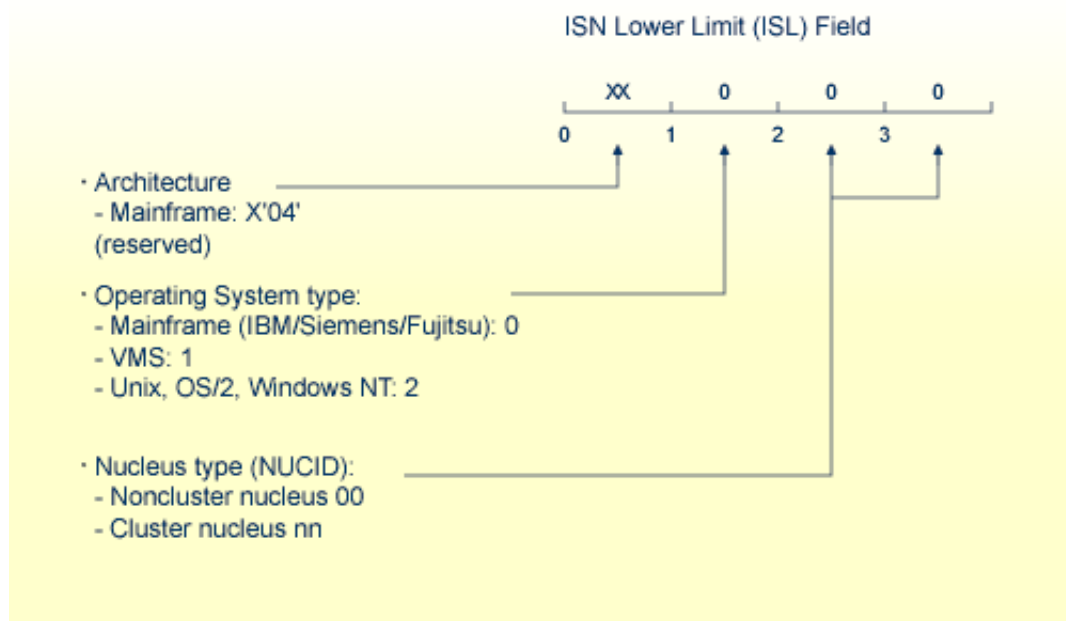 ISN Lower Limit (ISL) Field
XX 0 0 0
0 1 2 3
· Architecture
- Mainframe: X'04'
(reserved)
· Operating System type:
- Mainframe (IBM/Siemens/Fujitsu): 0
- VMS: 1
- Unix, OS/2, Windows NT: 2
· Nucleus type (NUCID):
- Noncluster nucleus 00
- Cluster nucleus nn